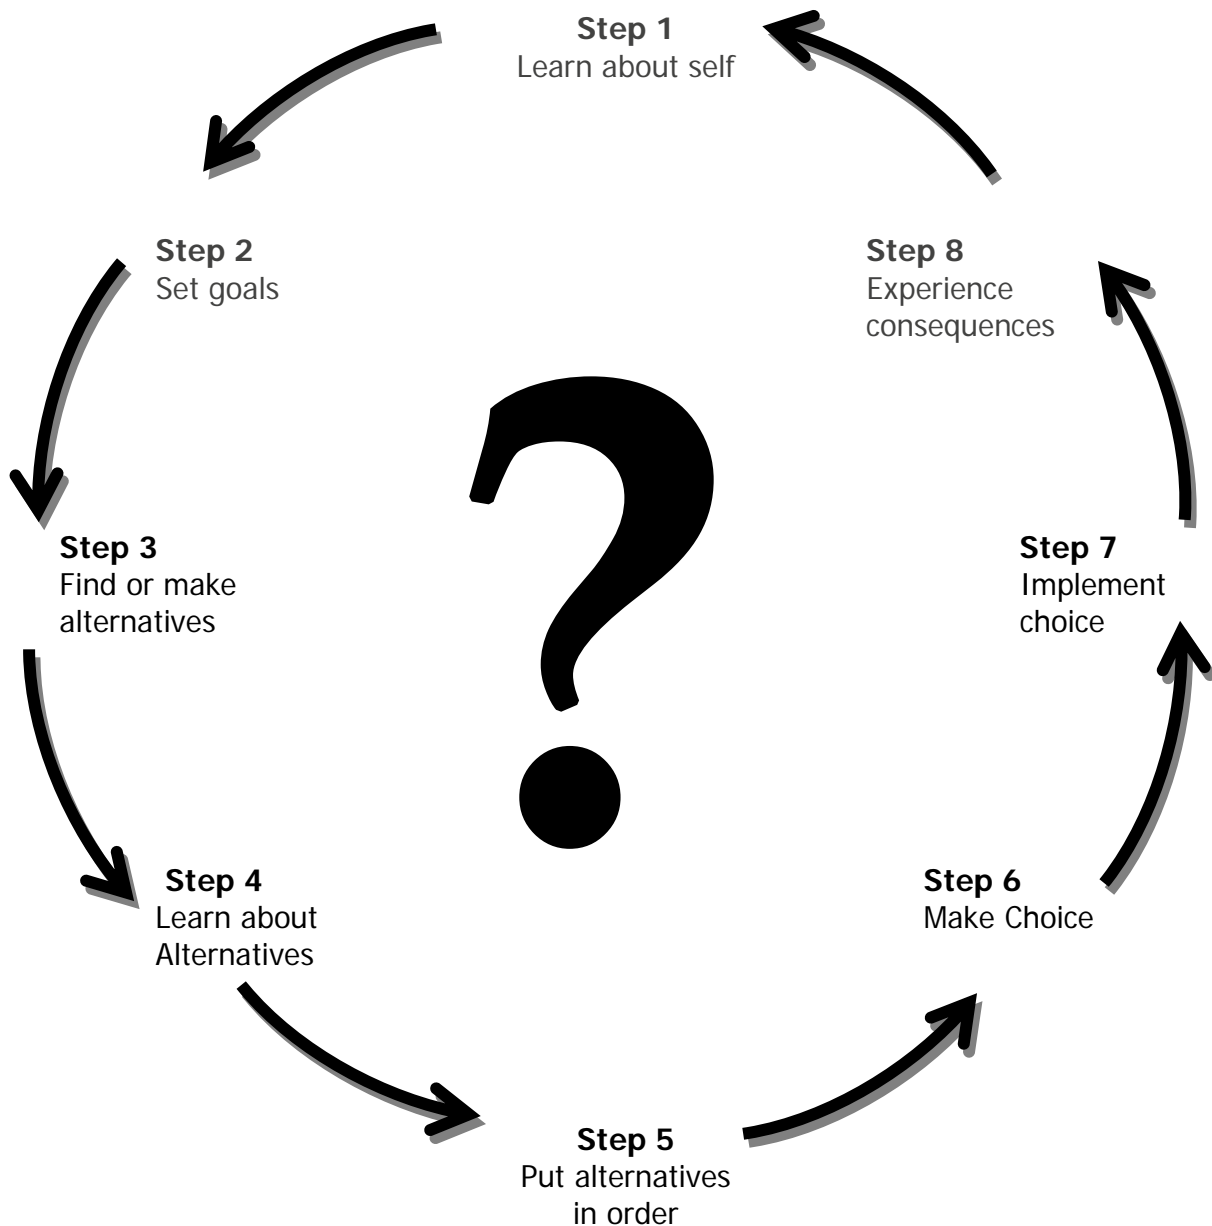 Step 1
Learn about self
Step 2
Set goals
Step 3
Find or make
alternatives
Step 4
Learn about
Alternatives
Step 5
Put alternatives
in order
Step 6
Make Choice
Step 7
Implement
choice
Step 8
Experience
consequences
?